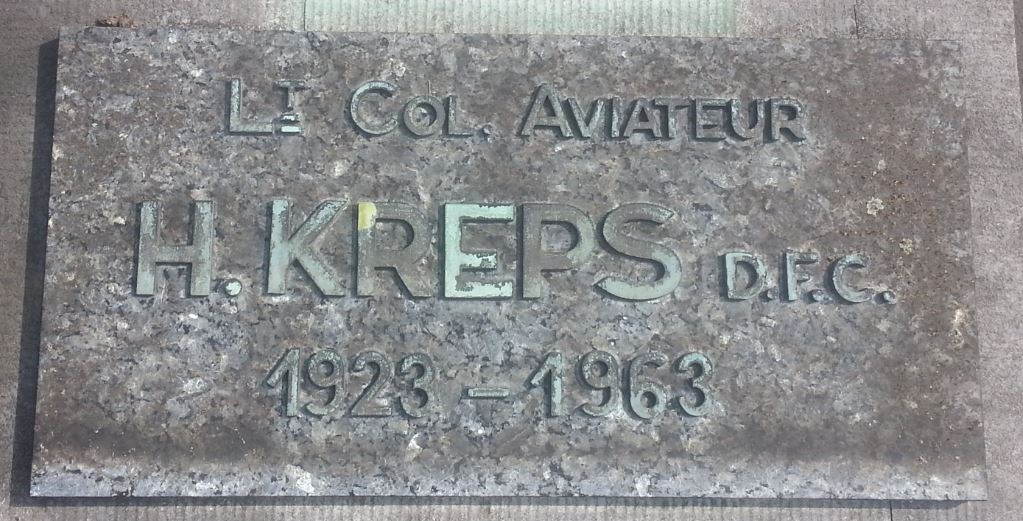 LT COL. AVIATEUR
H. KREPS D.F.C.
1923 – 1963